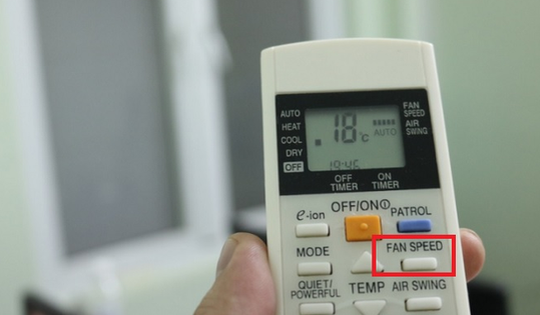 AUTO
HEAT
COOL
DRY
OFF
18°C
AUTO
FAN
SPEED
AIR
SWING
OFF
TIMER
ON
TIMER
e-ion
OFF/ON
PATROL
MODE
FAN SPEED
QUIET/
POWERFUL
TEMP
AIR SWING